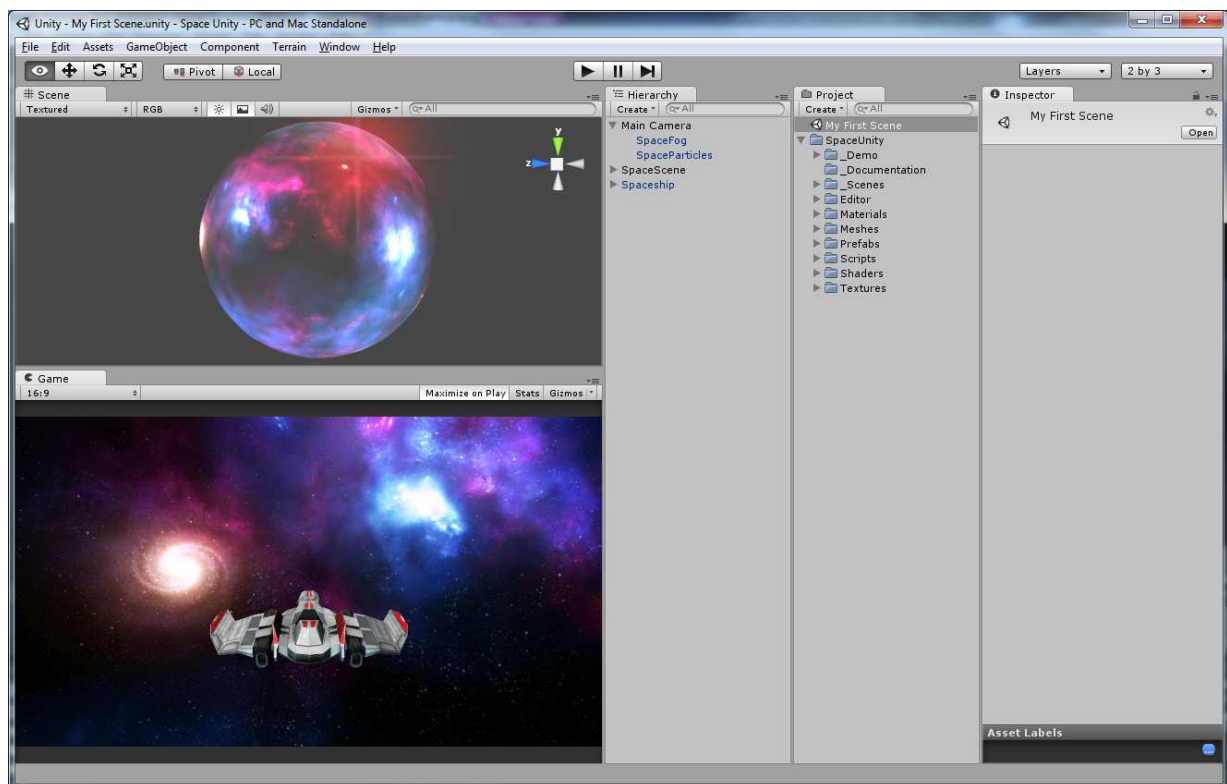 Unity - My First Scene.unity - Space Unity - PC and Mac Standalone
File Edit Assets GameObject Component Terrain Window Help
Pivot Local
Layers 2 by 3
Scene
Textured RGB Gizmos All
Game
16:9 Maximize on Play Stats Gizmos
Hierarchy
Create All
Main Camera
SpaceFog
SpaceParticles
SpaceScene
Spaceship
Project
Create All
My First Scene
SpaceUnity
_Demo
_Documentation
_Scenes
Editor
Materials
Meshes
Prefabs
Scripts
Shaders
Textures
Inspector
My First Scene
Open
Asset Labels
y
z